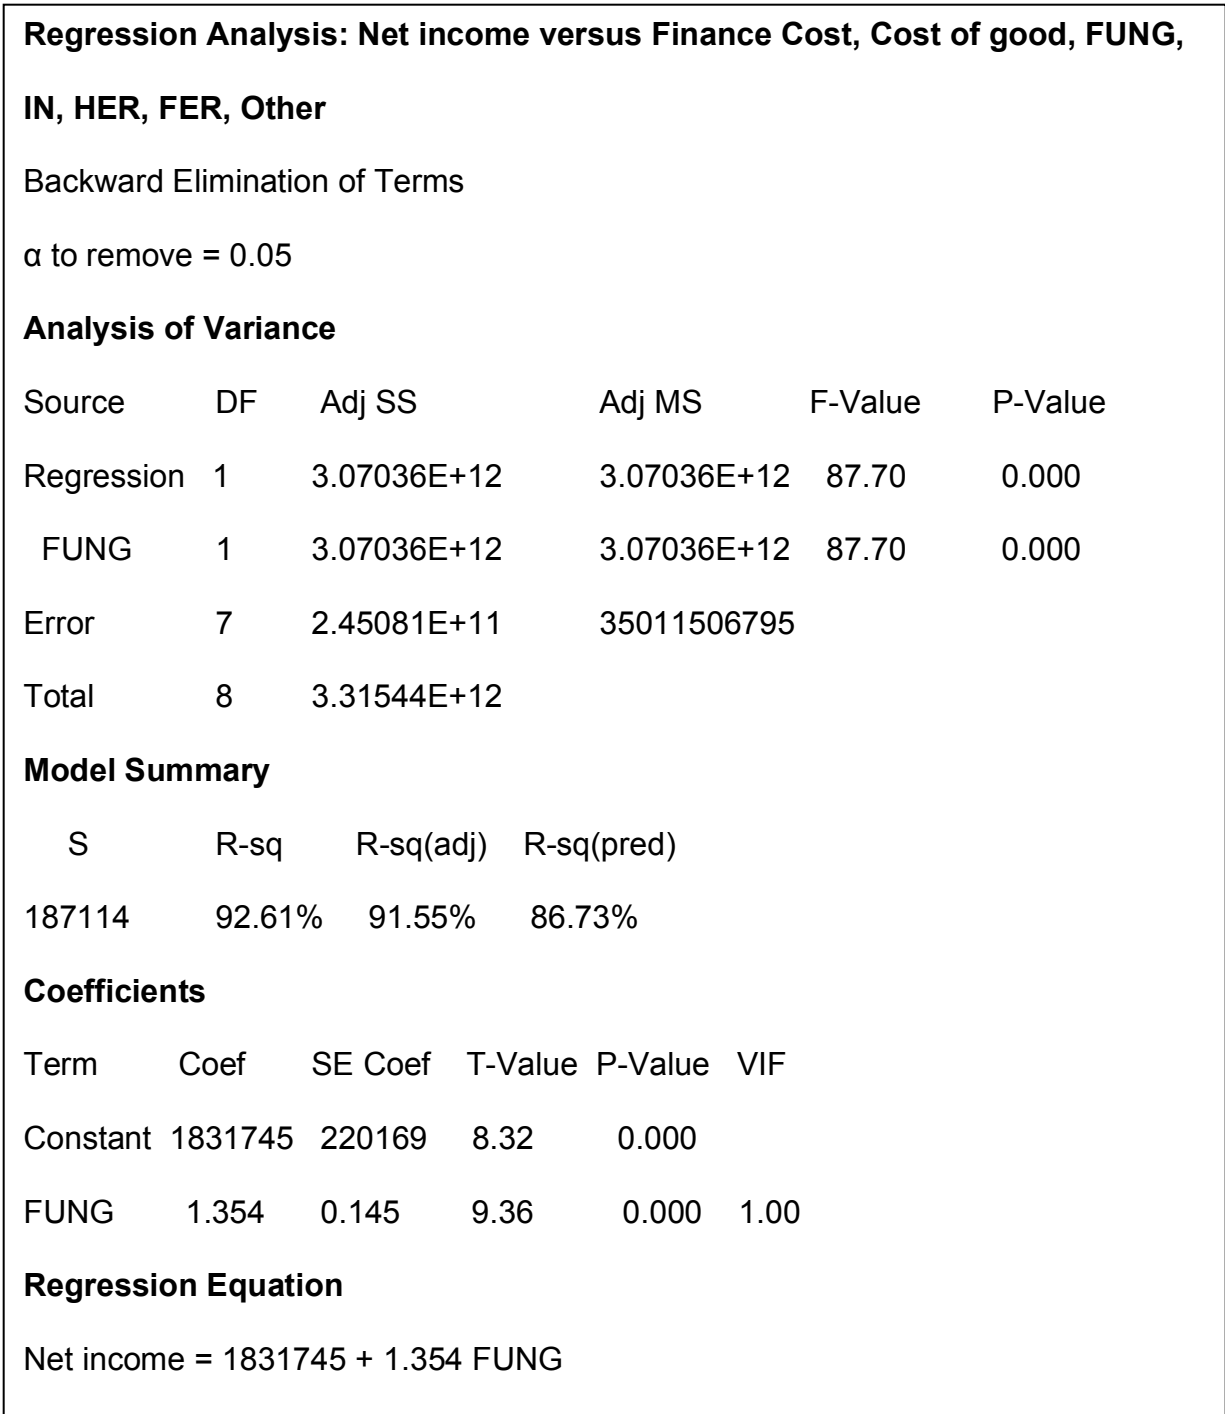 Regression Analysis: Net income versus Finance Cost, Cost of good, FUNG,
IN, HER, FER, Other
Backward Elimination of Terms
α to remove = 0.05
Analysis of Variance
Source DF Adj SS Adj MS F-Value P-Value
Regression 1 3.07036E+12 3.07036E+12 87.70 0.000
FUNG 1 3.07036E+12 3.07036E+12 87.70 0.000
Error 7 2.45081E+11 35011506795
Total 8 3.31544E+12
Model Summary
S R-sq R-sq(adj) R-sq(pred)
187114 92.61% 91.55% 86.73%
Coefficients
Term Coef SE Coef T-Value P-Value VIF
Constant 1831745 220169 8.32 0.000
FUNG 1.354 0.145 9.36 0.000 1.00
Regression Equation
Net income = 1831745 + 1.354 FUNG